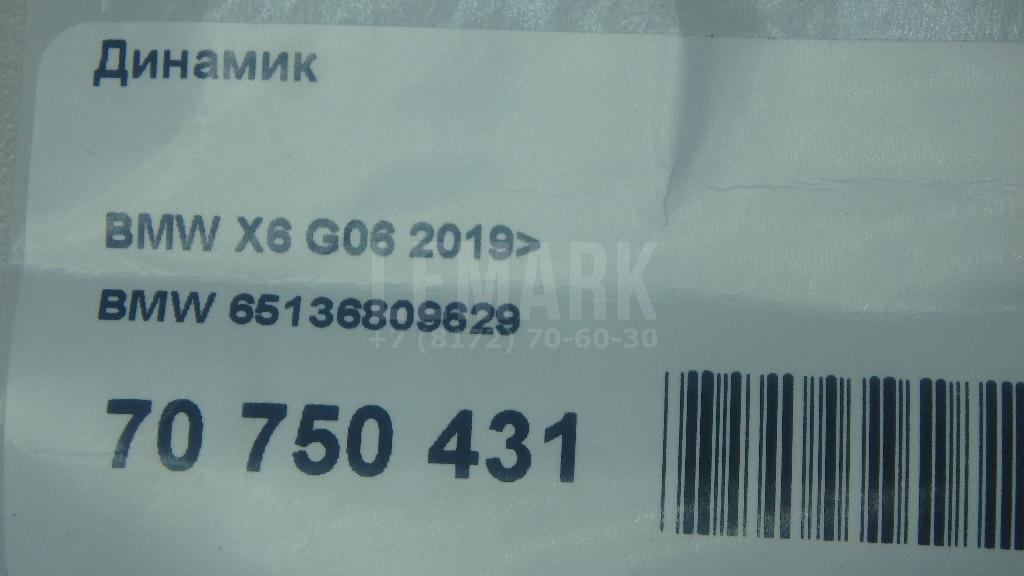 Динамик
BMW X6 G06 2019>
LEMARK
BMW 65136809629
+7 (8172) 70-60-30
70 750 431